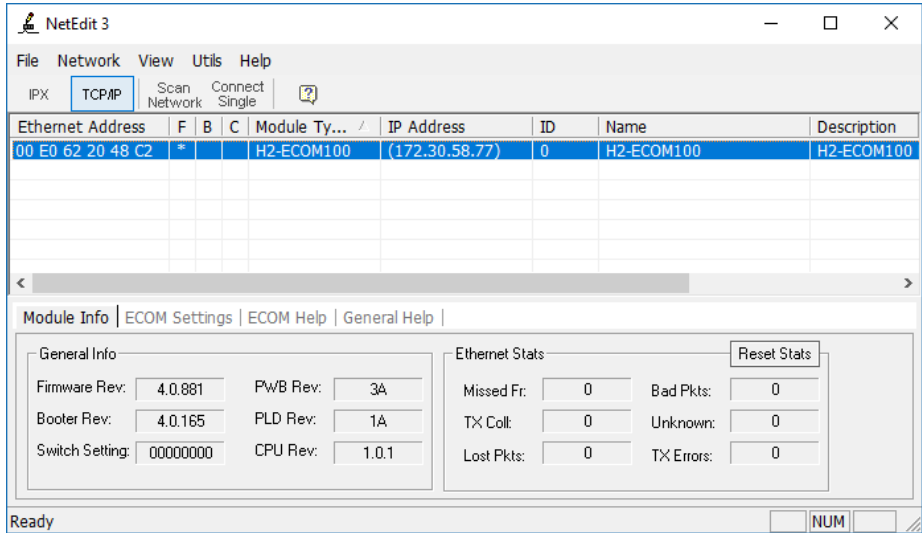 NetEdit 3
File Network View Utils Help
IPX TCP/IP Scan Network Connect Single
Ethernet Address F B C Module Ty... IP Address ID Name Description
00 E0 62 20 48 C2 * H2-ECOM100 (172.30.58.77) 0 H2-ECOM100 H2-ECOM100
Module Info ECOM Settings ECOM Help General Help
General Info Ethernet Stats Reset Stats
Firmware Rev: 4.0.881 PWB Rev: 3A Missed Fr: 0 Bad Pkts: 0
Booter Rev: 4.0.165 PLD Rev: 1A TX Coll: 0 Unknown: 0
Switch Setting: 00000000 CPU Rev: 1.0.1 Lost Pkts: 0 TX Errors: 0
Ready NUM